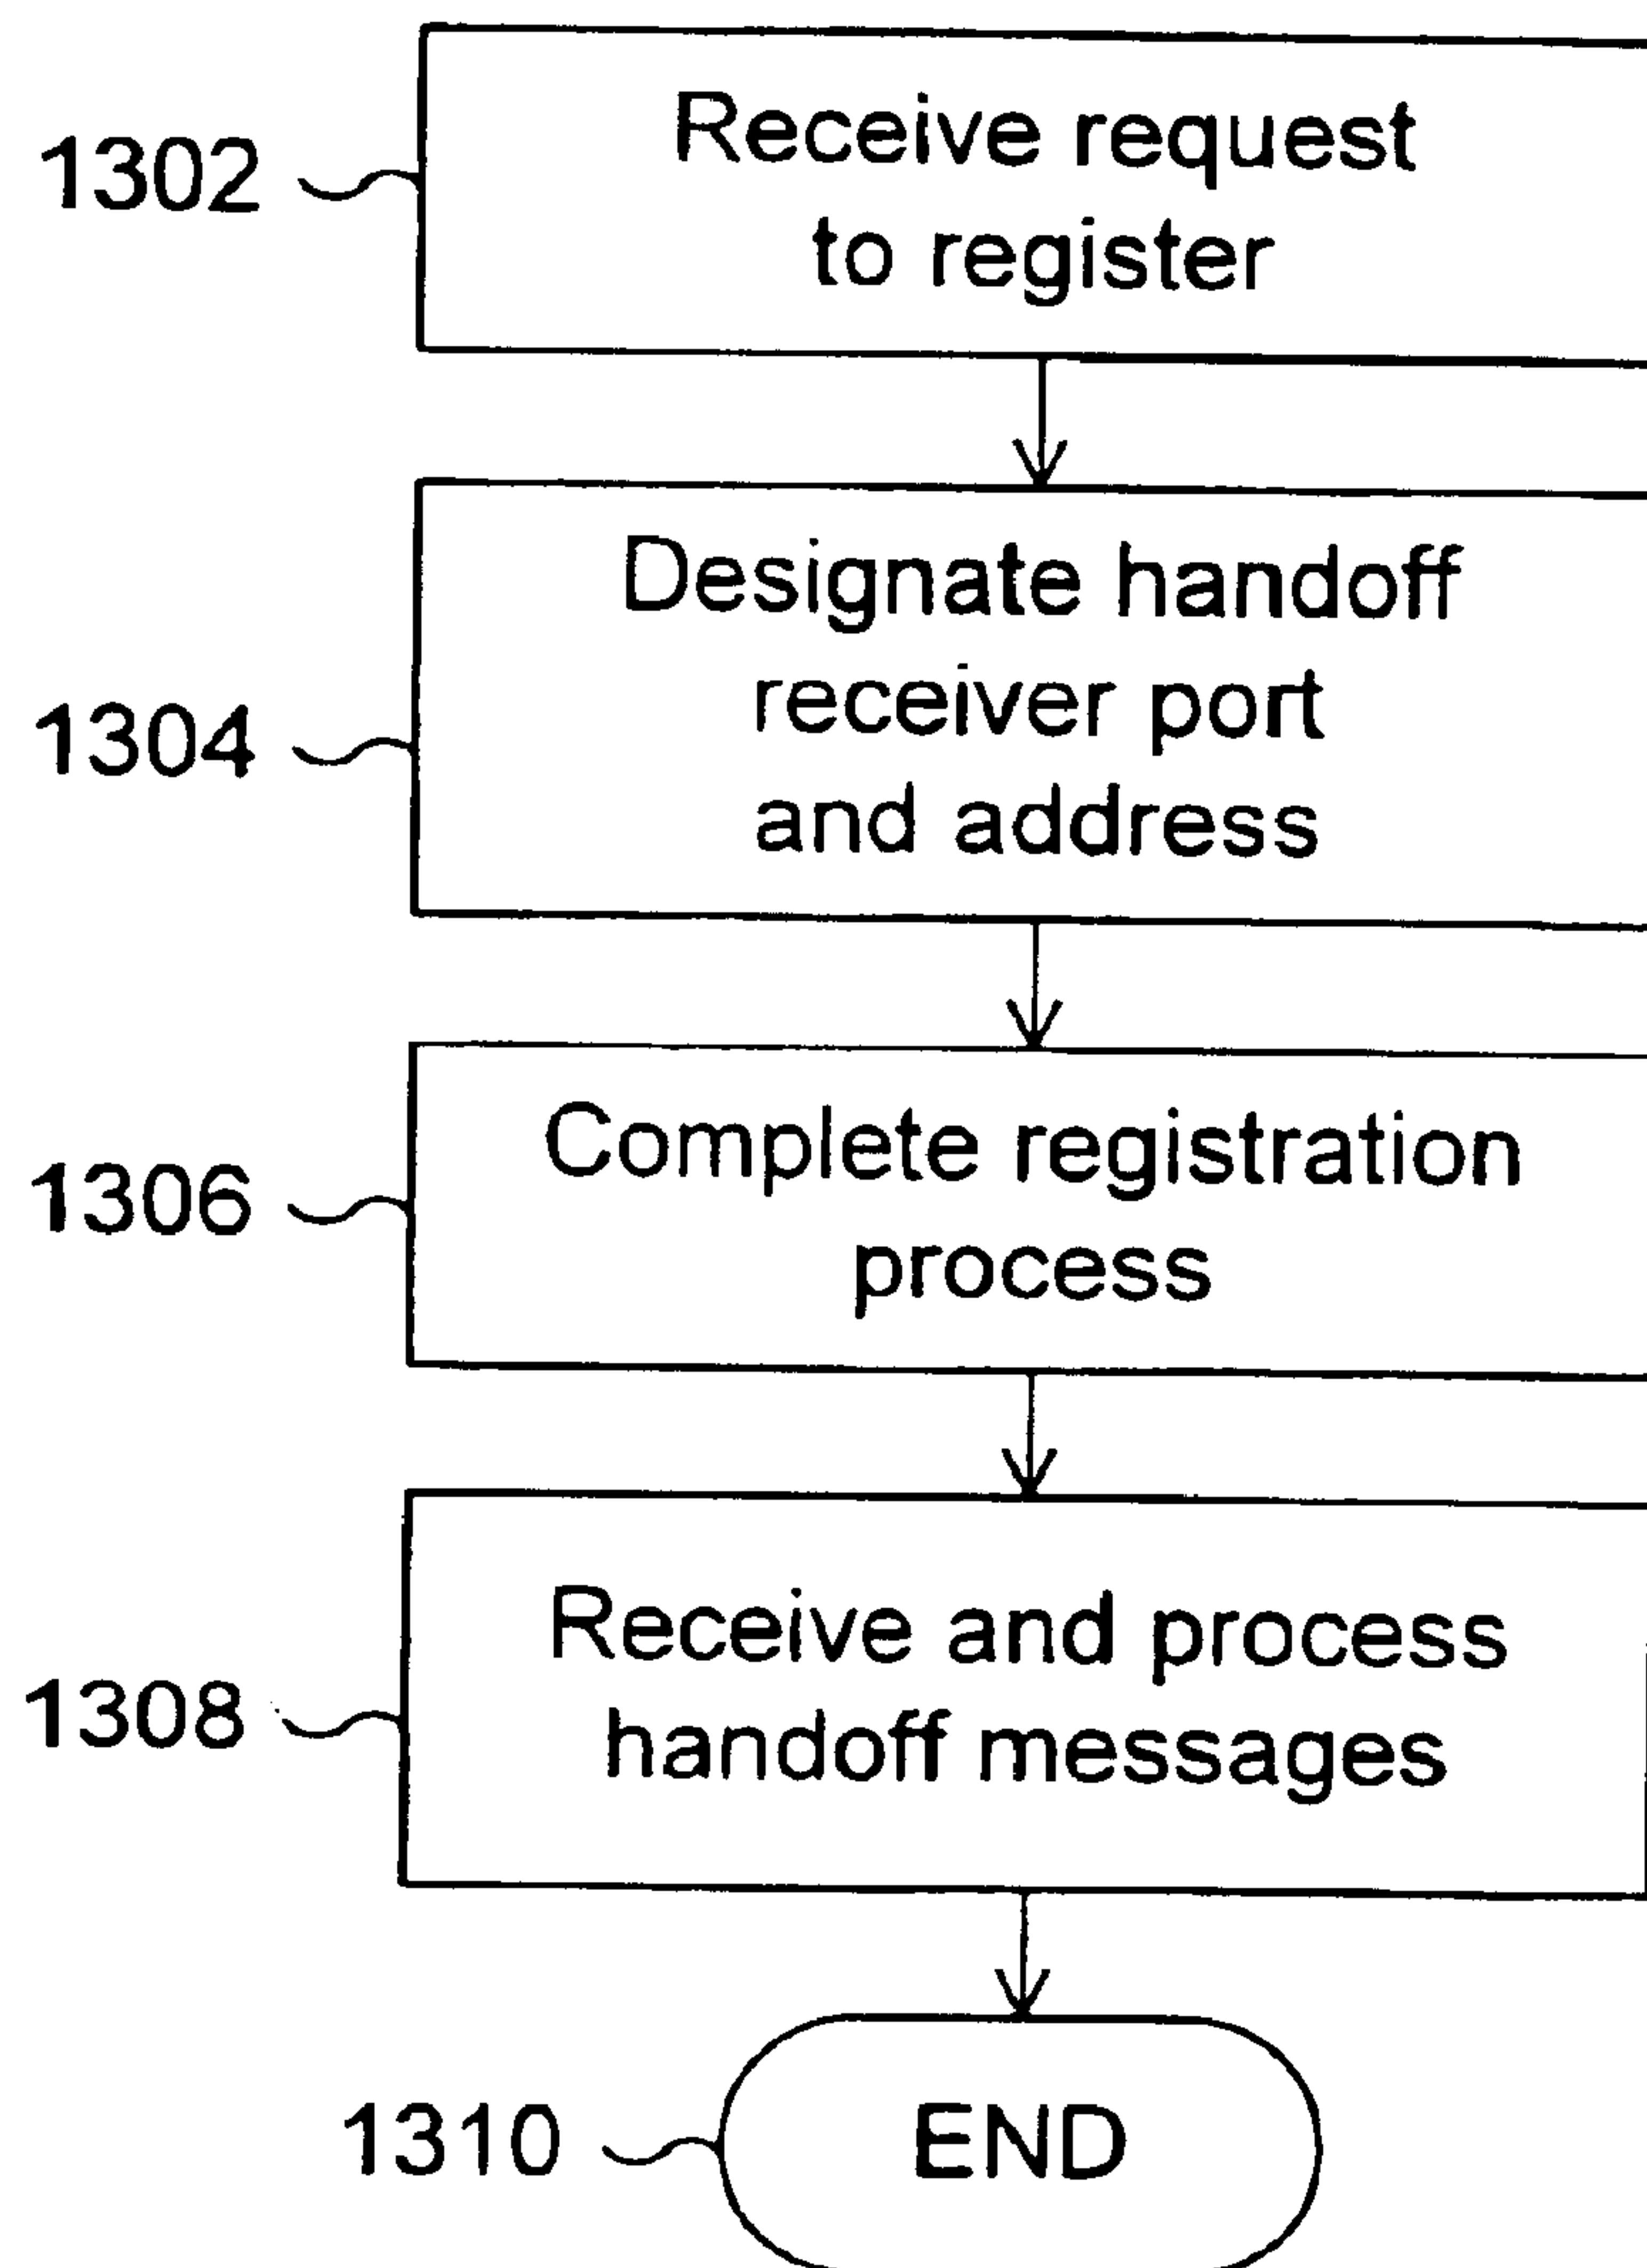 1302
Receive request
to register
1304
Designate handoff
receiver port
and address
1306
Complete registration
process
1308
Receive and process
handoff messages
1310
END